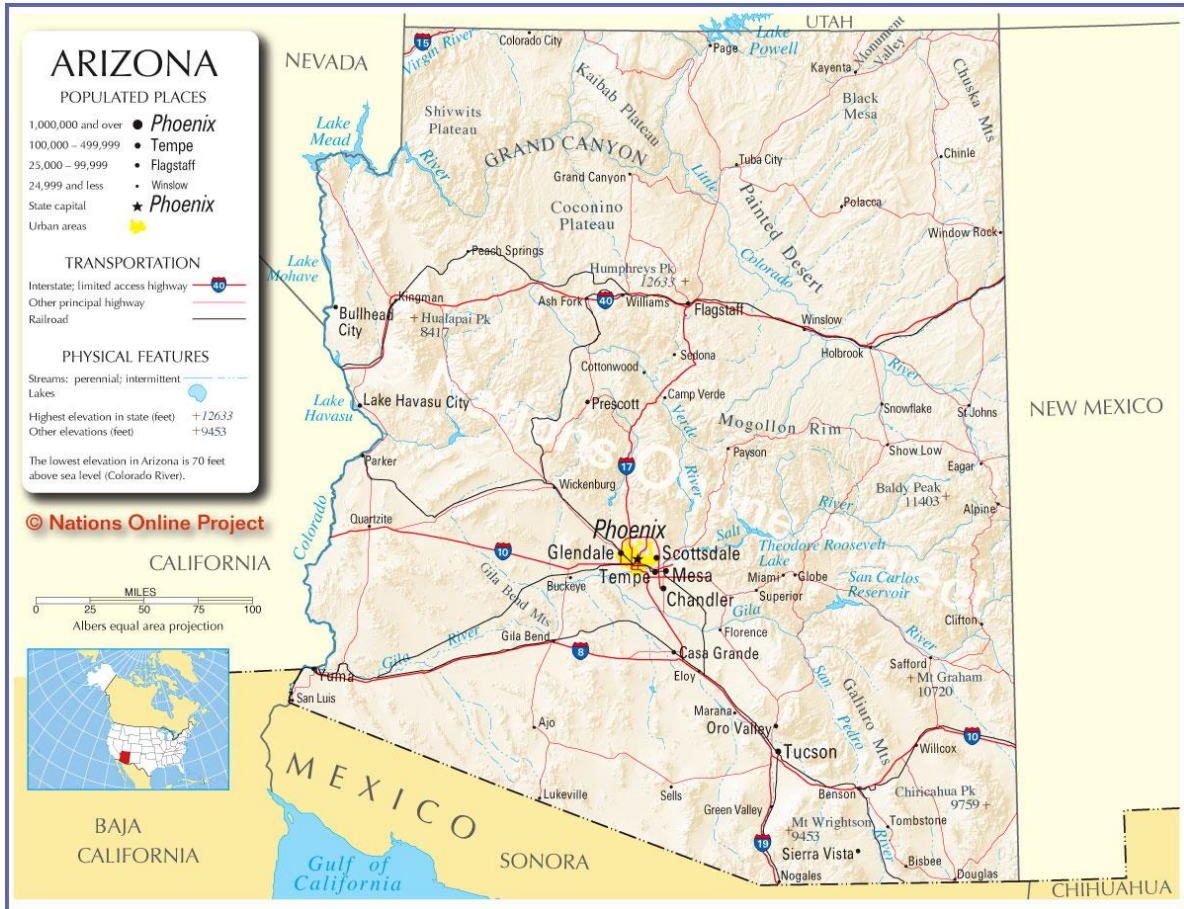 ARIZONA
POPULATED PLACES
1,000,000 and over Phoenix
100,000 – 499,999 Tempe
25,000 – 99,999 Flagstaff
24,999 and less Winslow
State capital Phoenix
Urban areas
TRANSPORTATION
Interstate; limited access highway 40
Other principal highway
Railroad
PHYSICAL FEATURES
Streams: perennial; intermittent
Lakes
Highest elevation in state (feet) +12633
Other elevations (feet) +9453
The lowest elevation in Arizona is 70 feet
above sea level (Colorado River).
© Nations Online Project
CALIFORNIA
MILES
0 25 50 75 100
Albers equal area projection
NEVADA
UTAH
15
Virgin River
Colorado City
Page
Lake
Powell
Monument
Valley
Kayenta
Chuska Mts
Kaibab Plateau
Black
Mesa
Shivwits
Plateau
Lake
Mead
River
GRAND CANYON
Tuba City
Chinle
Grand Canyon
Little
Painted Desert
Polacca
Coconino
Plateau
Window Rock
Peach Springs
Lake
Mohave
Humphreys Pk
12633 +
Colorado
Kingman
Bullhead
City
+ Hualapai Pk
8417
Ash Fork
40
Williams
Flagstaff
Winslow
Holbrook
River
Sedona
Cottonwood
Lake
Havasu
Lake Havasu City
Prescott
Camp Verde
Verde
River
Snowflake
St Johns
NEW MEXICO
Mogollon Rim
Parker
17
Payson
Show Low
Eagar
Wickenburg
Baldy Peak
11403 +
Alpine
Colorado
Quartzite
Phoenix
Salt
River
10
Glendale
Scottsdale
Theodore Roosevelt
Lake
Tempe
Mesa
Miami
Globe
San Carlos
Reservoir
Buckeye
Chandler
Superior
Gila Bend Mts
Gila
Clifton
Gila Bend
Florence
River
Gila
River
8
Casa Grande
Safford
+ Mt Graham
10720
Eloy
San
Pedro
Galiuro Mts
Yuma
San Luis
Marana
Oro Valley
Ajo
10
Tucson
Willcox
MEXICO
Lukeville
Sells
Benson
Chiricahua Pk
9759 +
Green Valley
+ Mt Wrightson
9453
Tombstone
River
BAJA
CALIFORNIA
19
Sierra Vista
Bisbee
Gulf of
California
SONORA
Nogales
Douglas
CHIHUAHUA